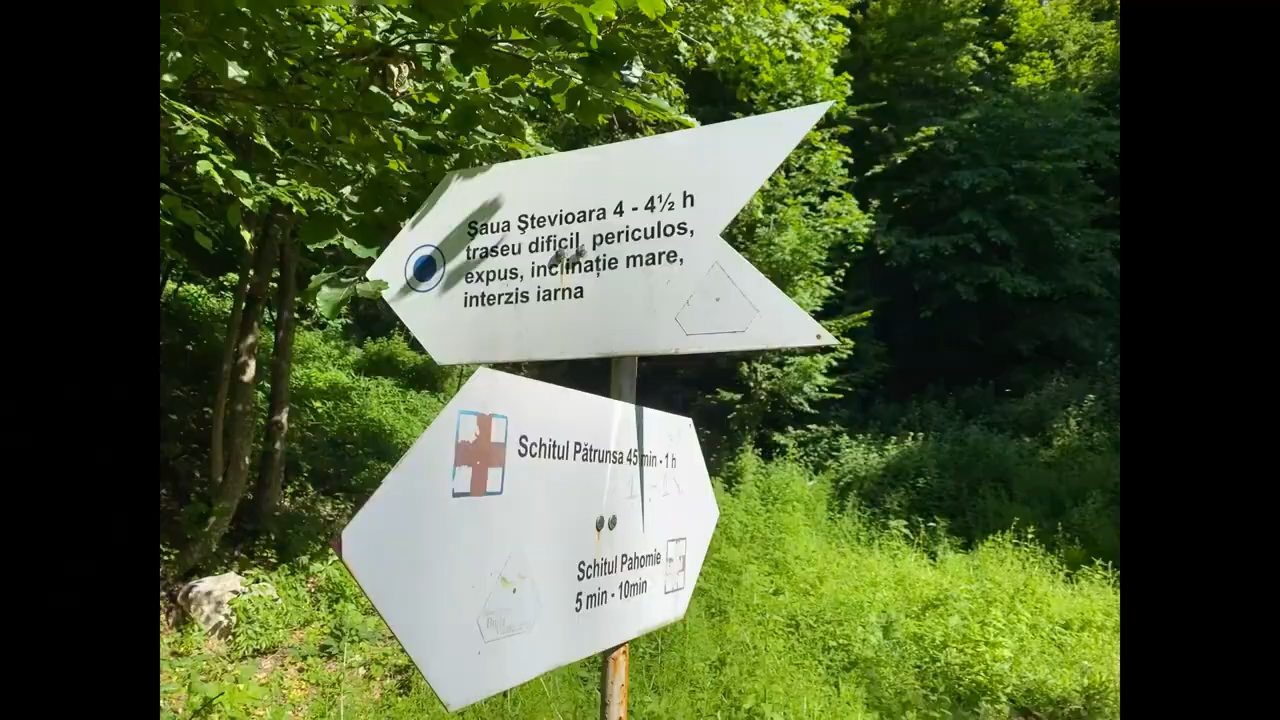 Şaua Ştevioara 4 - 4½ h
traseu dificil, periculos,
expus, inclinație mare,
interzis iarna
Schitul Pătrunsa 45 min - 1 h
Schitul Pahomie
5 min - 10min